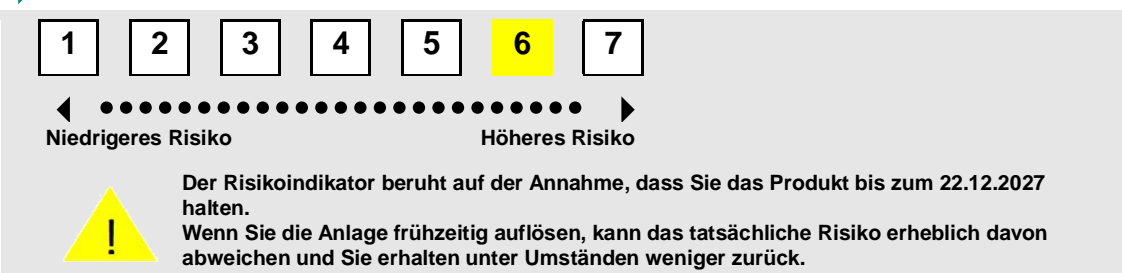 1 2 3 4 5 6 7
Niedrigeres Risiko Höheres Risiko
Der Risikoindikator beruht auf der Annahme, dass Sie das Produkt bis zum 22.12.2027
halten.
Wenn Sie die Anlage frühzeitig auflösen, kann das tatsächliche Risiko erheblich davon
abweichen und Sie erhalten unter Umständen weniger zurück.
!